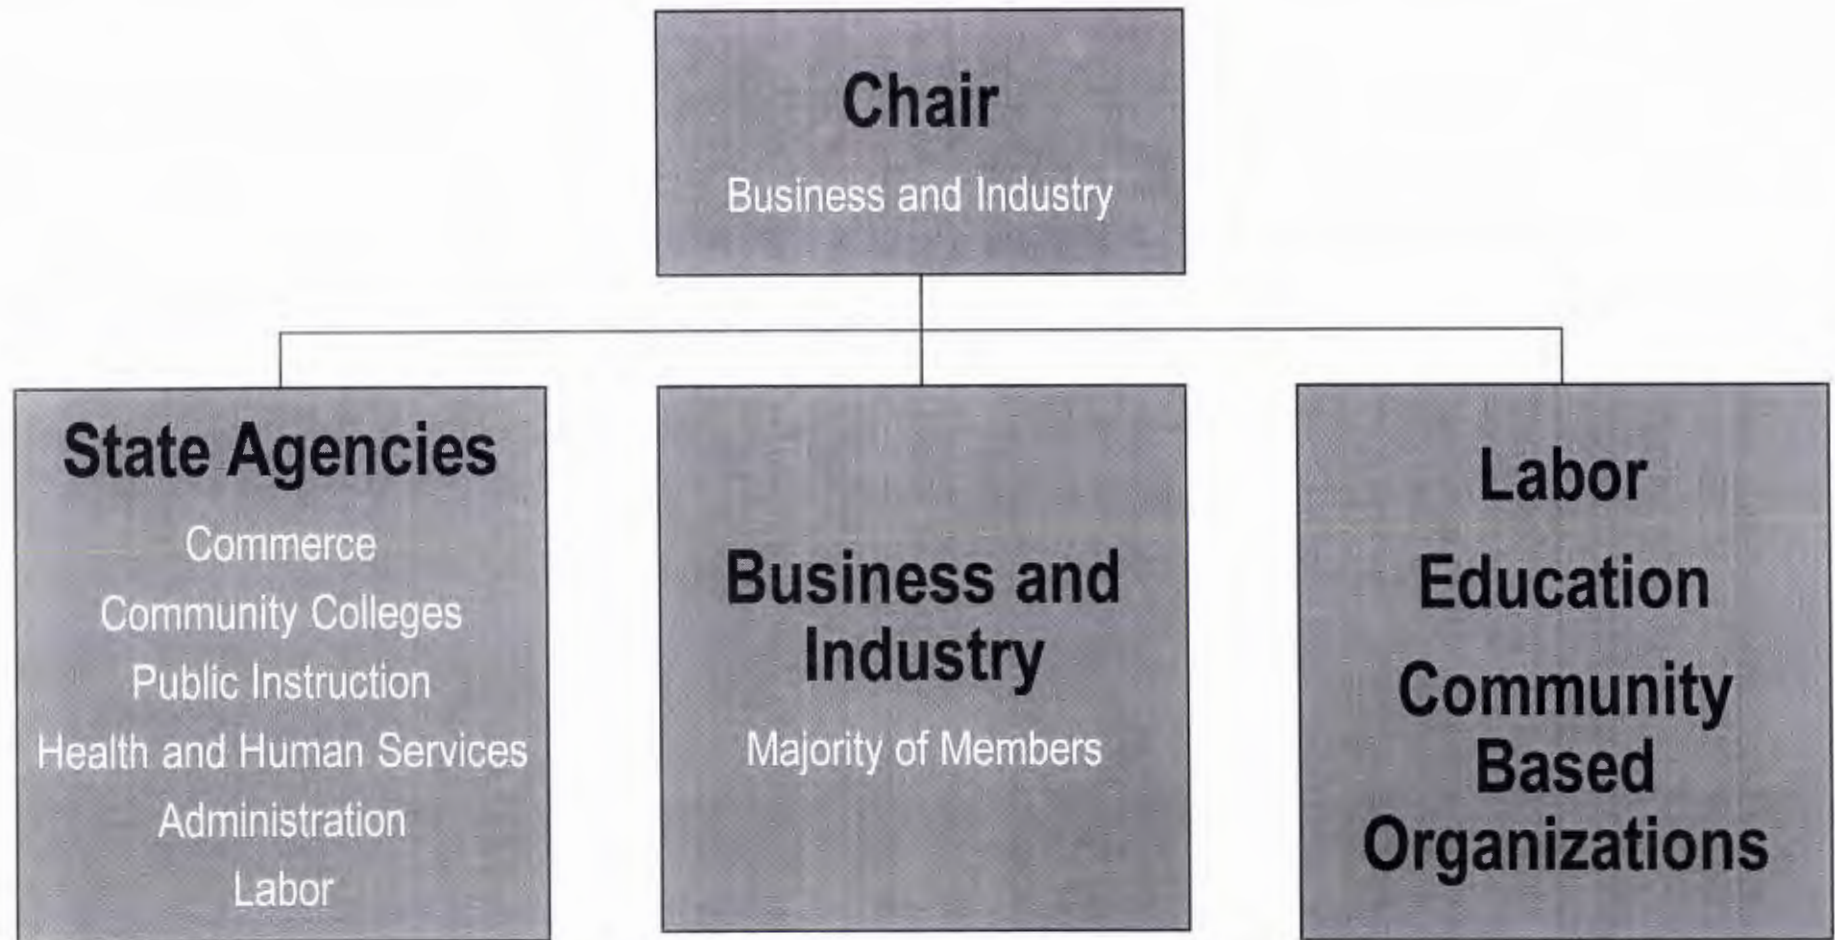 Chair
Business and Industry
State Agencies
Commerce
Community Colleges
Public Instruction
Health and Human Services
Administration
Labor
Business and
Industry
Majority of Members
Labor
Education
Community
Based
Organizations